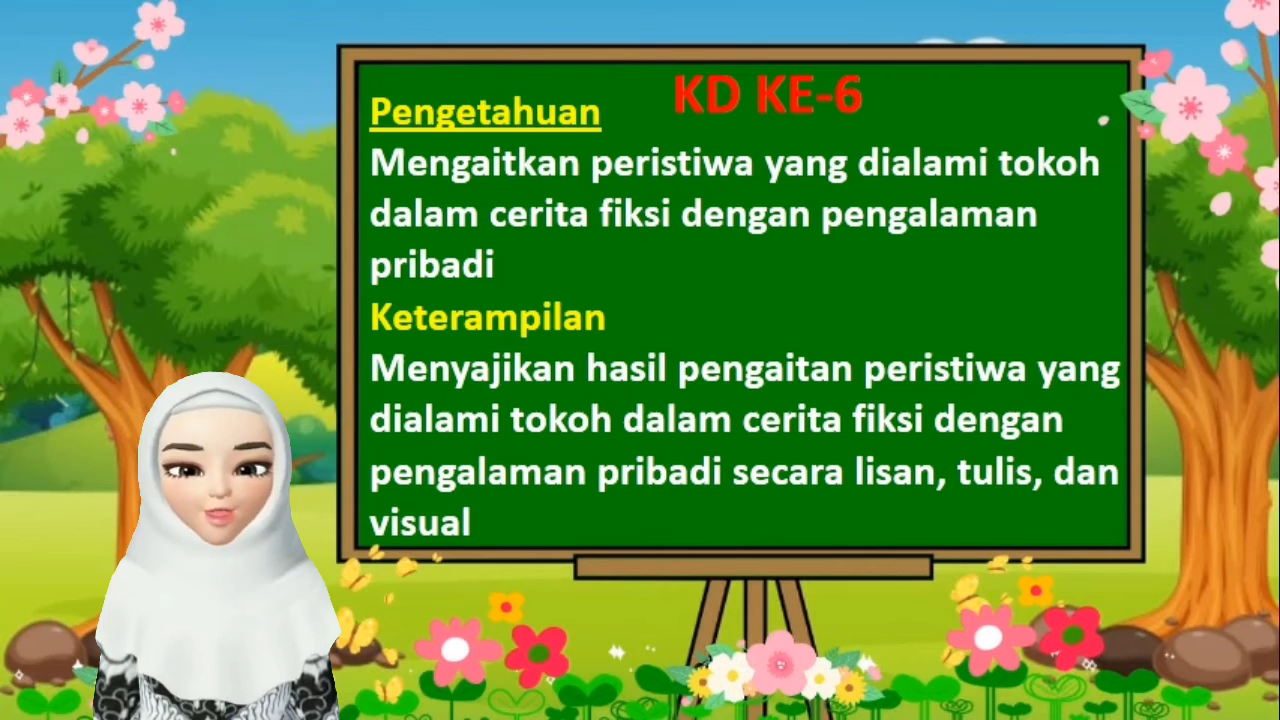 KD KE-6
Pengetahuan
Mengaitkan peristiwa yang dialami tokoh
dalam cerita fiksi dengan pengalaman
pribadi
Keterampilan
Menyajikan hasil pengaitan peristiwa yang
dialami tokoh dalam cerita fiksi dengan
pengalaman pribadi secara lisan, tulis, dan
visual